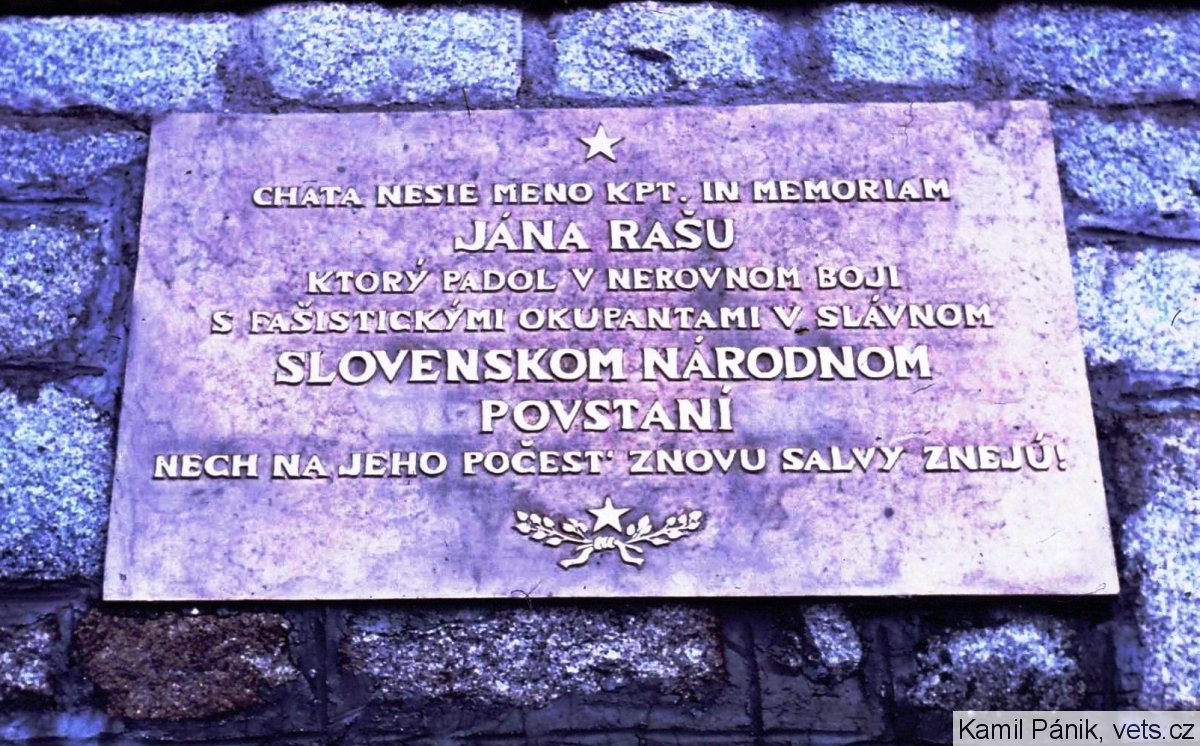 CHATA NESIE MENO KPT. IN MEMORIAM
JÁNA RAŠU
KTORÝ PADOL V NEROVNOM BOJI
S FAŠISTICKÝMI OKUPANTAMI V SLÁVNOM
SLOVENSKOM NÁRODNOM
POVSTANÍ
NECH NA JEHO POČESŤ ZNOVU SALVY ZNEJÚ!
Kamil Pánik, vets.cz